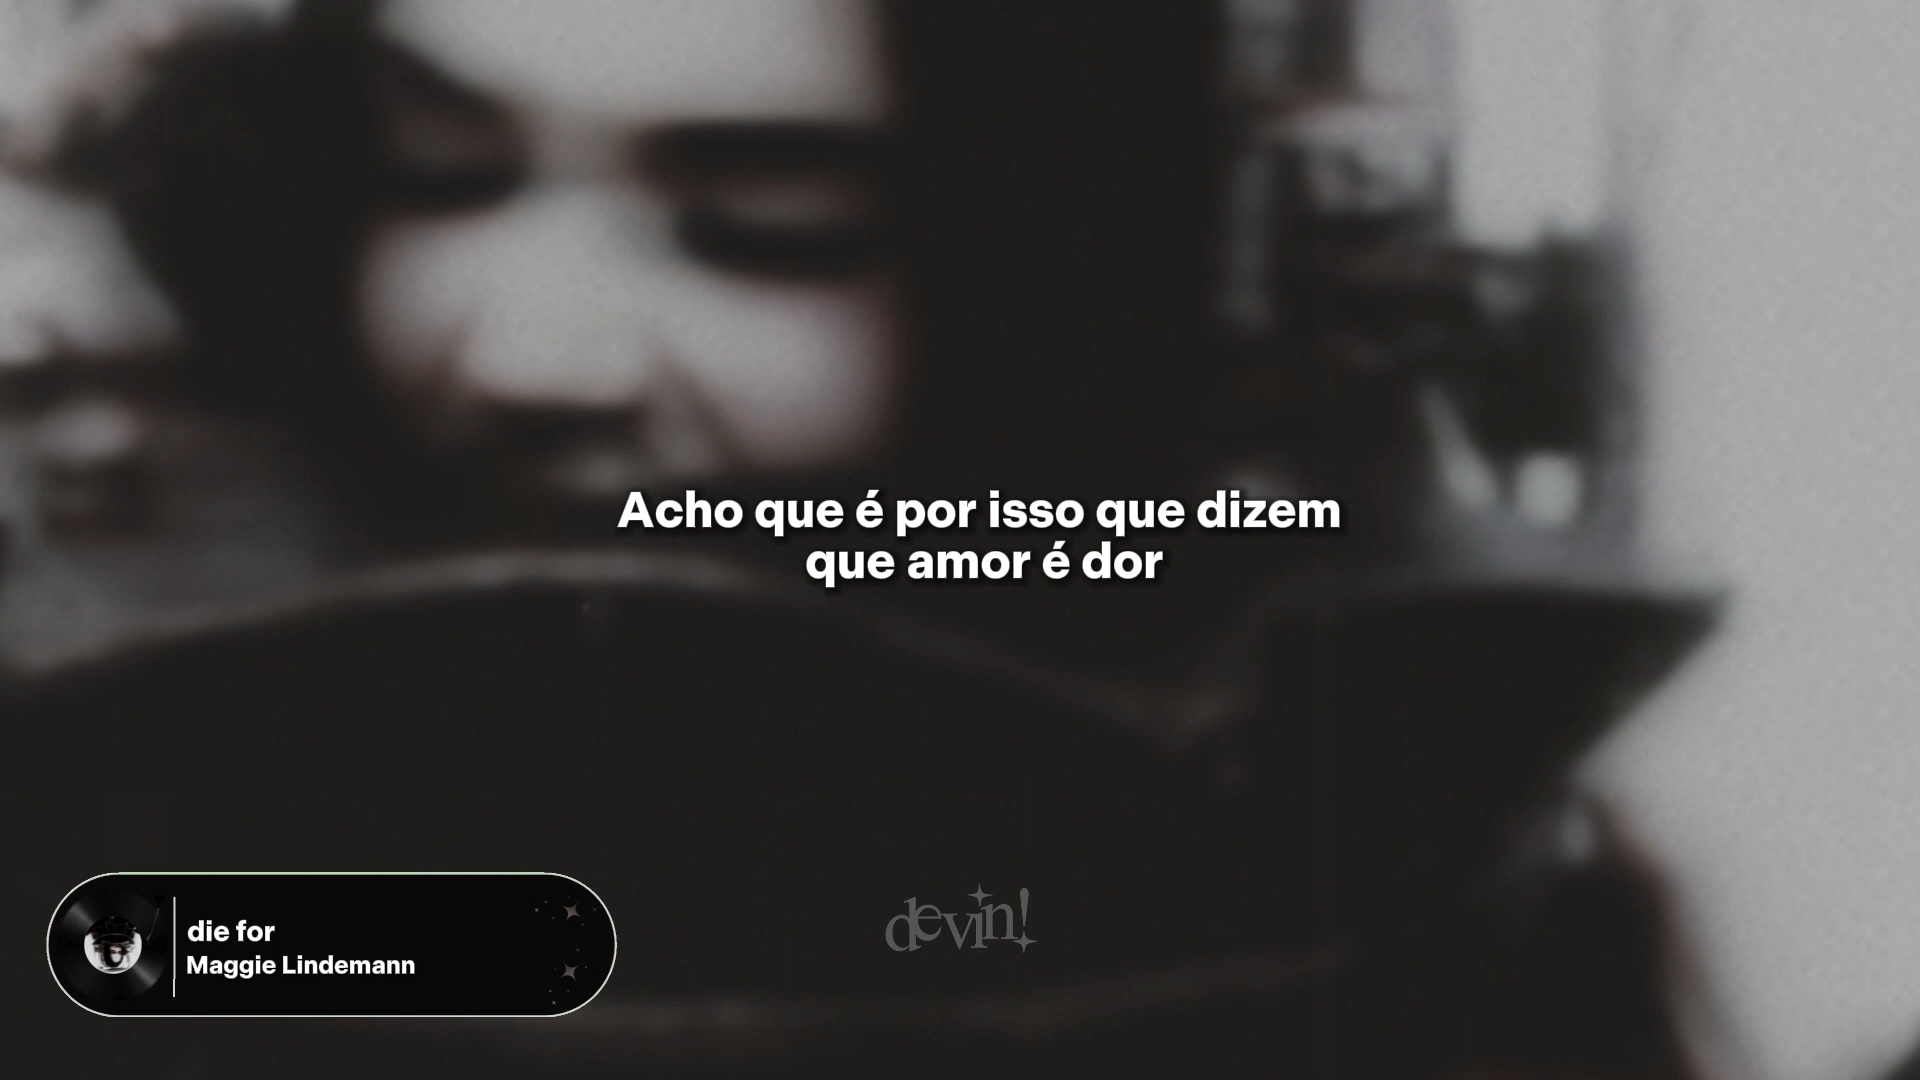 Acho que é por isso que dizem
que amor é dor
die for
Maggie Lindemann
devin!